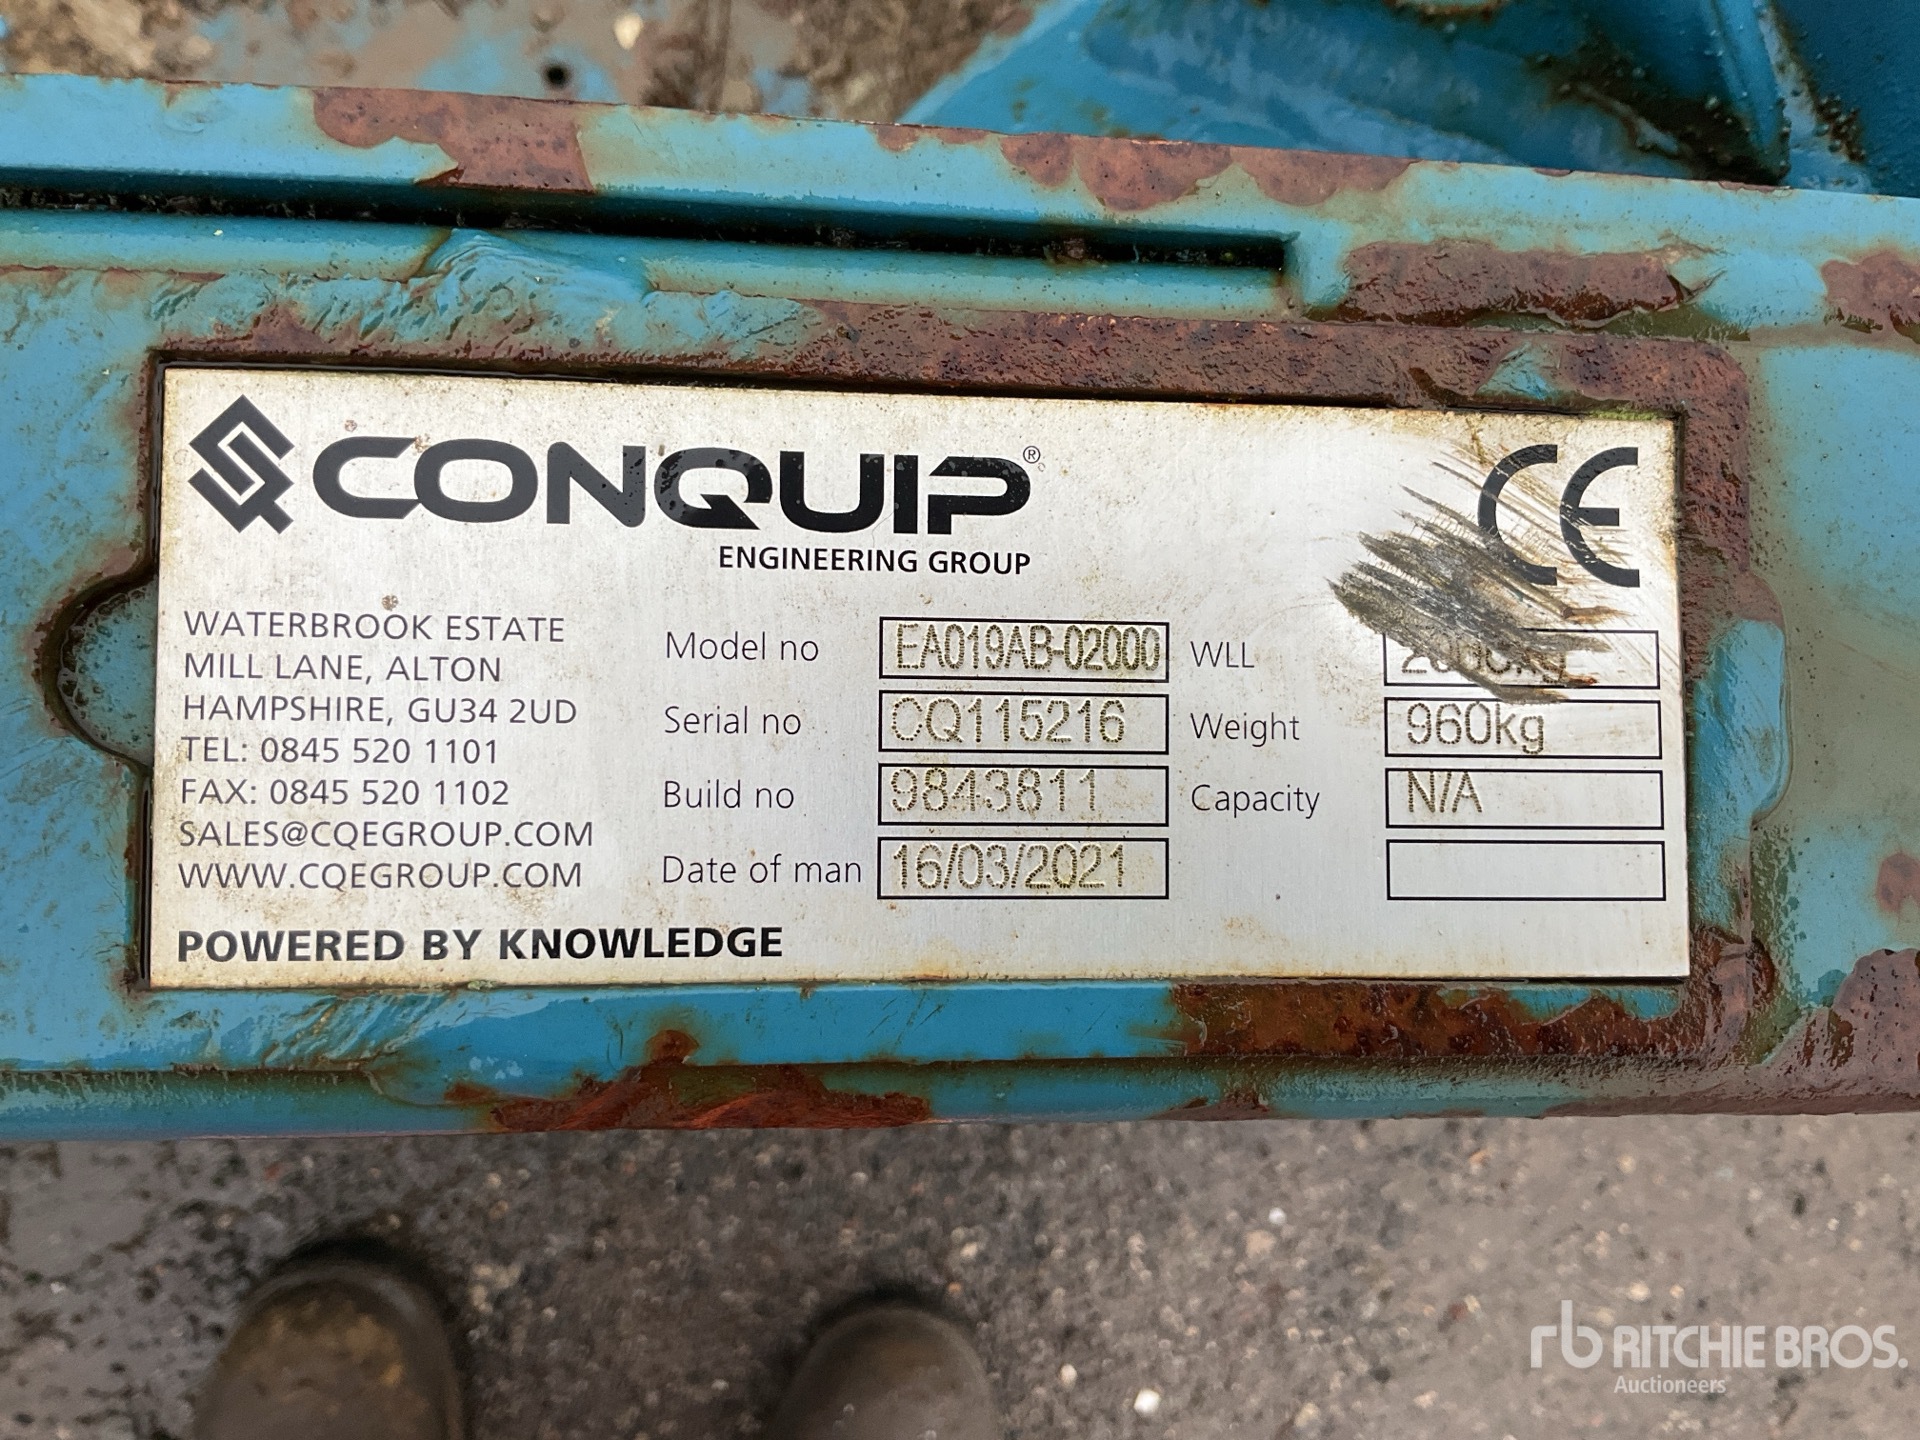 CONQUIP®
ENGINEERING GROUP
CE
WATERBROOK ESTATE
MILL LANE, ALTON
HAMPSHIRE, GU34 2UD
TEL: 0845 520 1101
FAX: 0845 520 1102
SALES@CQEGROUP.COM
WWW.CQEGROUP.COM
POWERED BY KNOWLEDGE
Model no EA019AB-02000
Serial no CQ115216
Build no 9843811
Date of man 16/03/2021
WLL
Weight 960kg
Capacity N/A
rb RITCHIE BROS.
Auctioneers